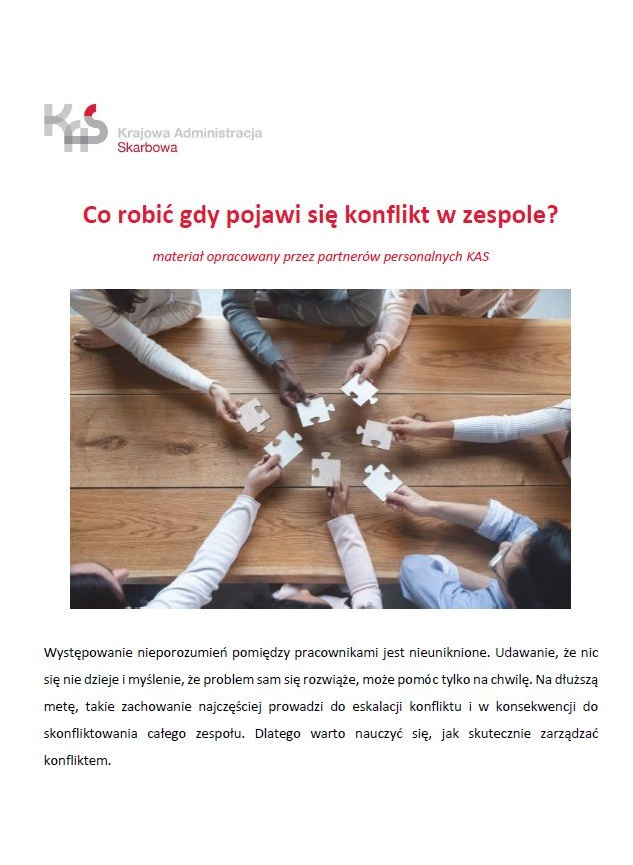 KAS Krajowa Administracja
Skarbowa
Co robić gdy pojawi się konflikt w zespole?
materiał opracowany przez partnerów personalnych KAS
Występowanie nieporozumień pomiędzy pracownikami jest nieuniknione. Udawanie, że nic
się nie dzieje i myślenie, że problem sam się rozwiąże, może pomóc tylko na chwilę. Na dłuższą
metę, takie zachowanie najczęściej prowadzi do eskalacji konfliktu i w konsekwencji do
skonfliktowania całego zespołu. Dlatego warto nauczyć się, jak skutecznie zarządzać
konfliktem.